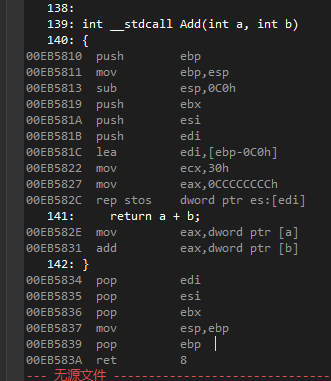 138:
139: int __stdcall Add(int a, int b)
140: {
00EB5810 push ebp
00EB5811 mov ebp,esp
00EB5813 sub esp,0C0h
00EB5819 push ebx
00EB581A push esi
00EB581B push edi
00EB581C lea edi,[ebp-0C0h]
00EB5822 mov ecx,30h
00EB5827 mov eax,0CCCCCCCCh
00EB582C rep stos dword ptr es:[edi]
141: return a + b;
00EB582E mov eax,dword ptr [a]
00EB5831 add eax,dword ptr [b]
142: }
00EB5834 pop edi
00EB5835 pop esi
00EB5836 pop ebx
00EB5837 mov esp,ebp
00EB5839 pop ebp
00EB583A ret 8
--- 无源文件 -----------------------